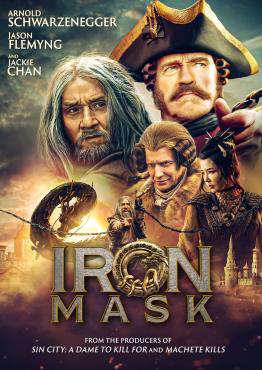 ARNOLD
SCHWARZENEGGER
JASON
FLEMYNG
AND
JACKIE
CHAN
IRON
MASK
FROM THE PRODUCERS OF
SIN CITY: A DAME TO KILL FOR AND MACHETE KILLS